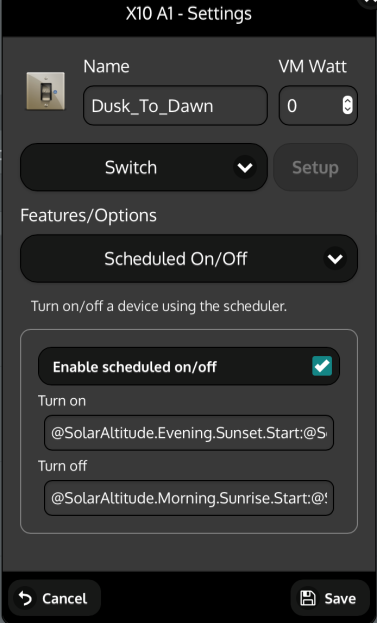 X10 A1 - Settings
Name
VM Watt
Dusk_To_Dawn
0
Switch
Setup
Features/Options
Scheduled On/Off
Turn on/off a device using the scheduler.
Enable scheduled on/off
Turn on
@SolarAltitude.Evening.Sunset.Start:@S
Turn off
@SolarAltitude.Morning.Sunrise.Start:@
Cancel
Save